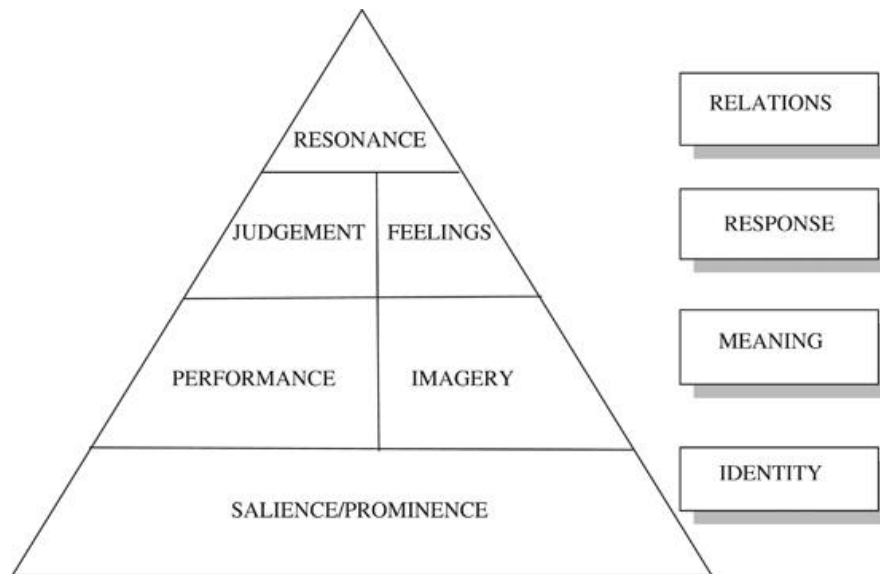 RELATIONS
RESONANCE
JUDGEMENT FEELINGS
RESPONSE
PERFORMANCE IMAGERY
MEANING
SALIENCE/PROMINENCE
IDENTITY